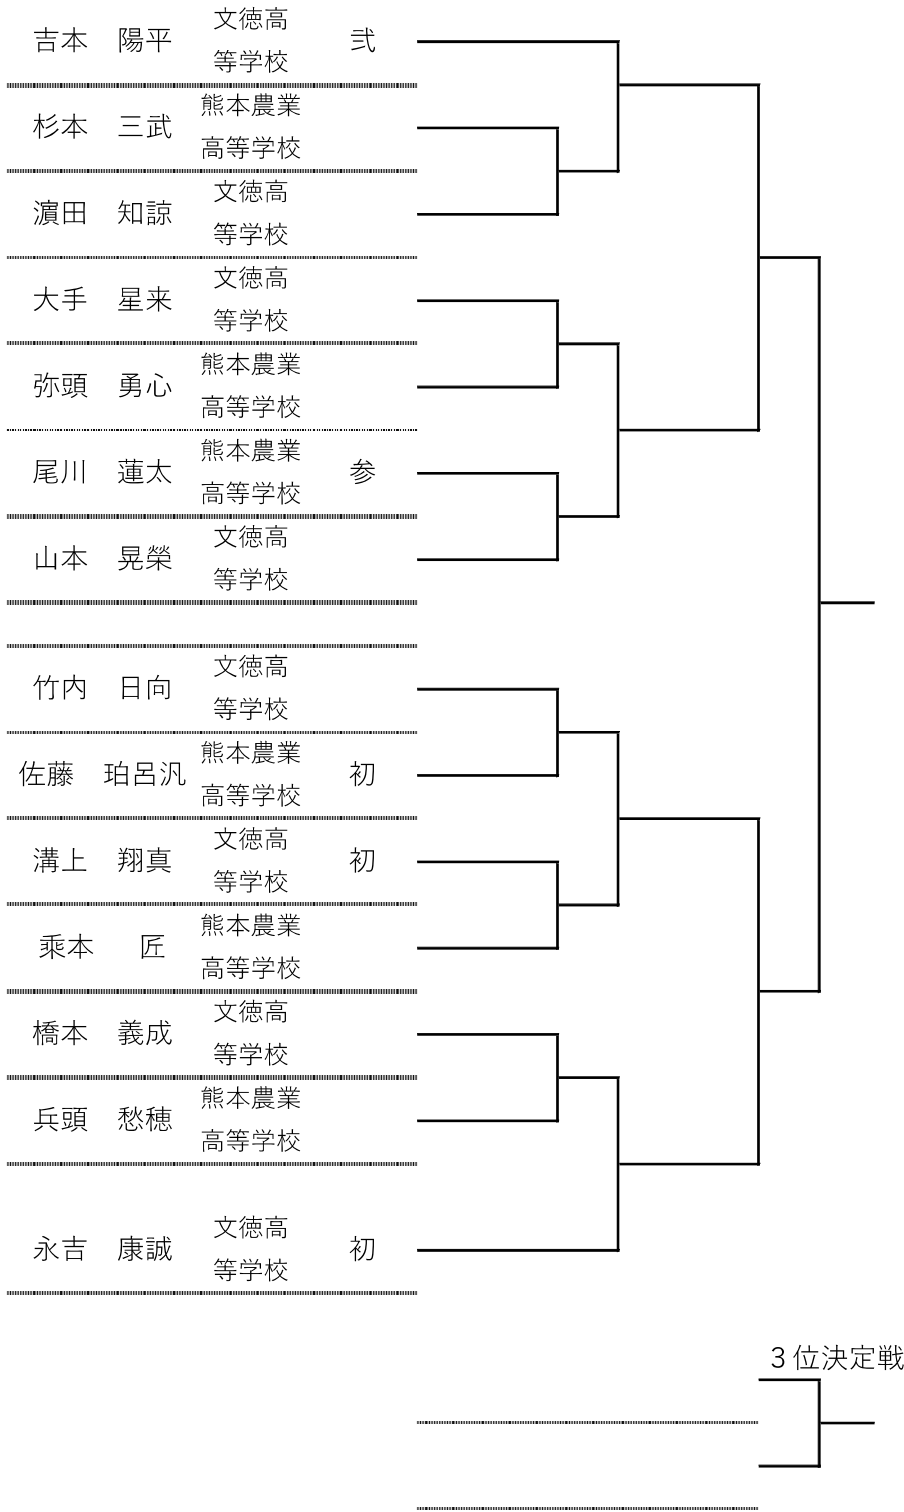 吉本 陽平 文徳高等学校 弐
杉本 三武 熊本農業高等学校
濵田 知諒 文徳高等学校
大手 星来 文徳高等学校
弥頭 勇心 熊本農業高等学校
尾川 蓮太 熊本農業高等学校 参
山本 晃榮 文徳高等学校
竹内 日向 文徳高等学校
佐藤 珀呂汎 熊本農業高等学校 初
溝上 翔真 文徳高等学校 初
乘本 匠 熊本農業高等学校
橋本 義成 文徳高等学校
兵頭 愁穂 熊本農業高等学校
永吉 康誠 文徳高等学校 初
３位決定戦